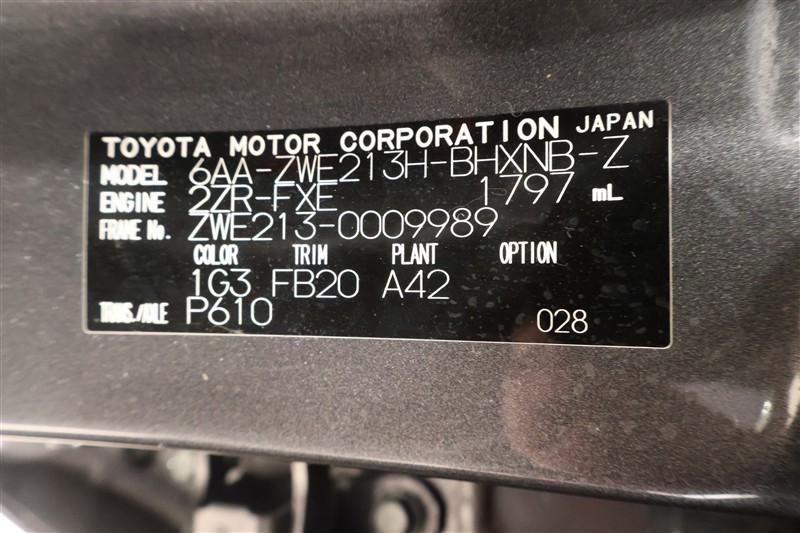 TOYOTA MOTOR CORPORATION JAPAN
MODEL 6AA-ZWE213H-BHXNB-Z
ENGINE 2ZR-FXE 1797 mL
FRAME No. ZWE213-0009989
COLOR TRIM PLANT OPTION
1G3 FB20 A42
TRANS./AXLE P610 028